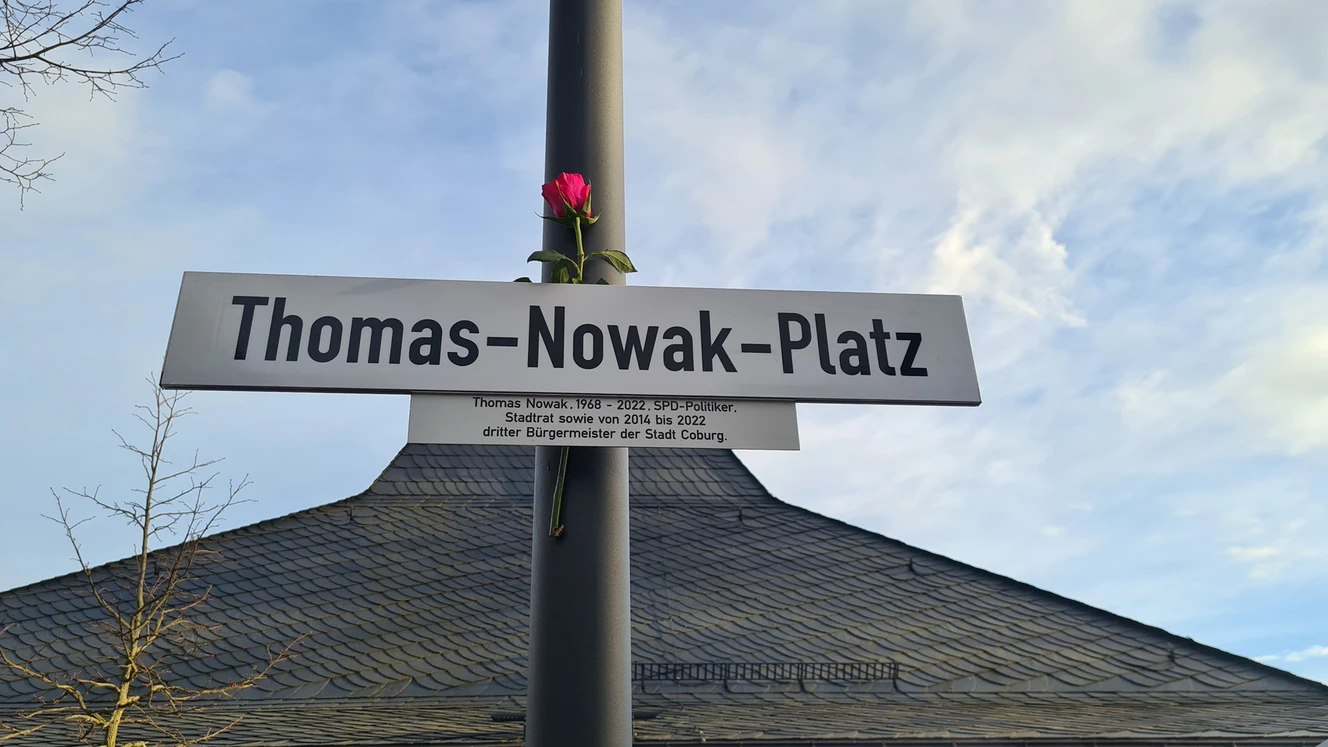 Thomas-Nowak-Platz
Thomas Nowak, 1968 - 2022, SPD-Politiker,
Stadtrat sowie von 2014 bis 2022
dritter Bürgermeister der Stadt Coburg.